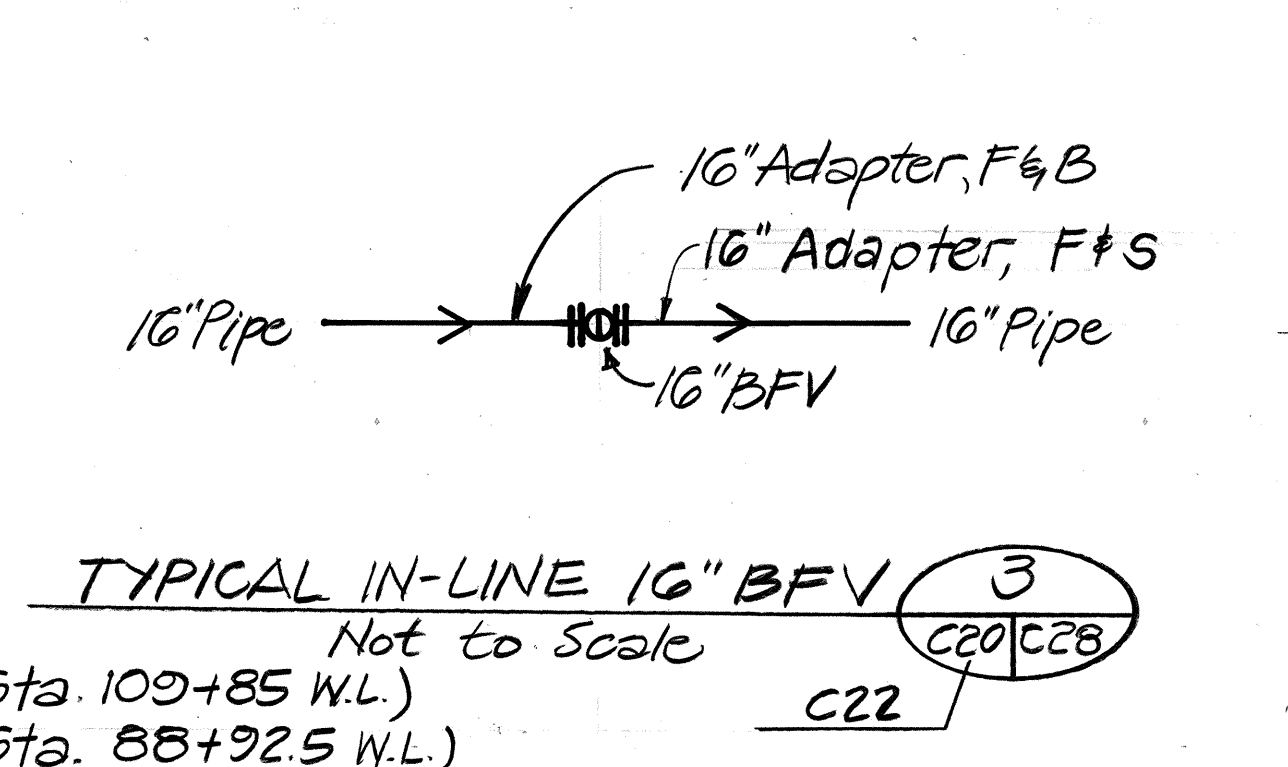 16" Adapter, F & B
16" Adapter, F & S
16" Pipe
16" Pipe
16" BFV
TYPICAL IN-LINE 16" BFV
3
Not to Scale
C20 C28
Sta. 109+85 W.L.)
C22
Sta. 88+92.5 W.L.)